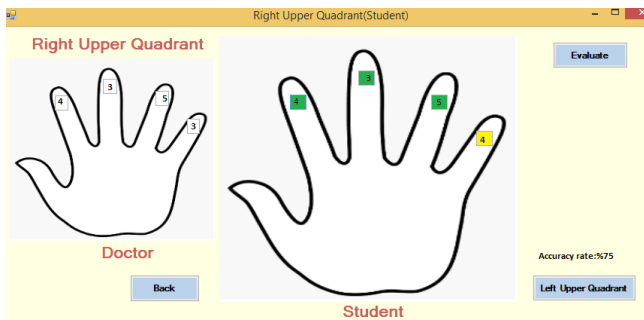 Right Upper Quadrant(Student)
Right Upper Quadrant
4
3
5
3
Doctor
Back
4
3
5
4
Student
Evaluate
Accuracy rate:%75
Left Upper Quadrant